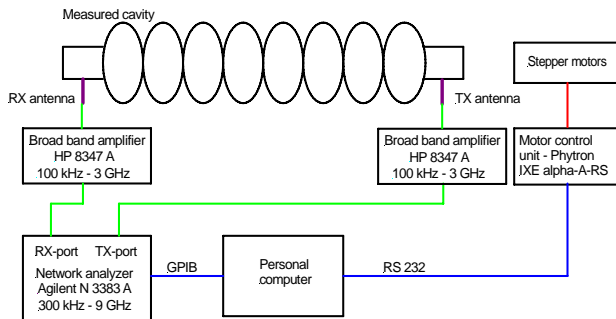 Measured cavity
Stepper motors
RX antenna
TX antenna
Broad band amplifier
HP 8347 A
100 kHz - 3 GHz
Broad band amplifier
HP 8347 A
100 kHz - 3 GHz
Motor control
unit - Phytron
IXE alpha-A-RS
RX-port TX-port
Network analyzer
Agilent N 3383 A
300 kHz - 9 GHz
GPIB
Personal
computer
RS 232